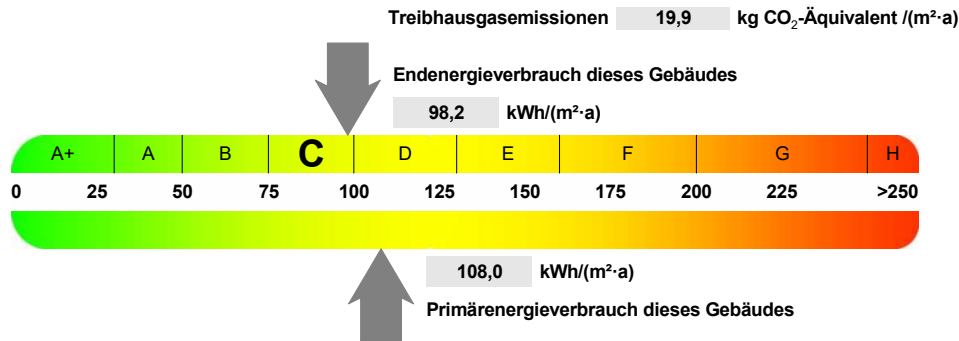 Treibhausgasemissionen 19,9 kg CO₂-Äquivalent /(m²·a)
Endenergieverbrauch dieses Gebäudes
98,2 kWh/(m²·a)
A+ A B C D E F G H
0 25 50 75 100 125 150 175 200 225 >250
108,0 kWh/(m²·a)
Primärenergieverbrauch dieses Gebäudes